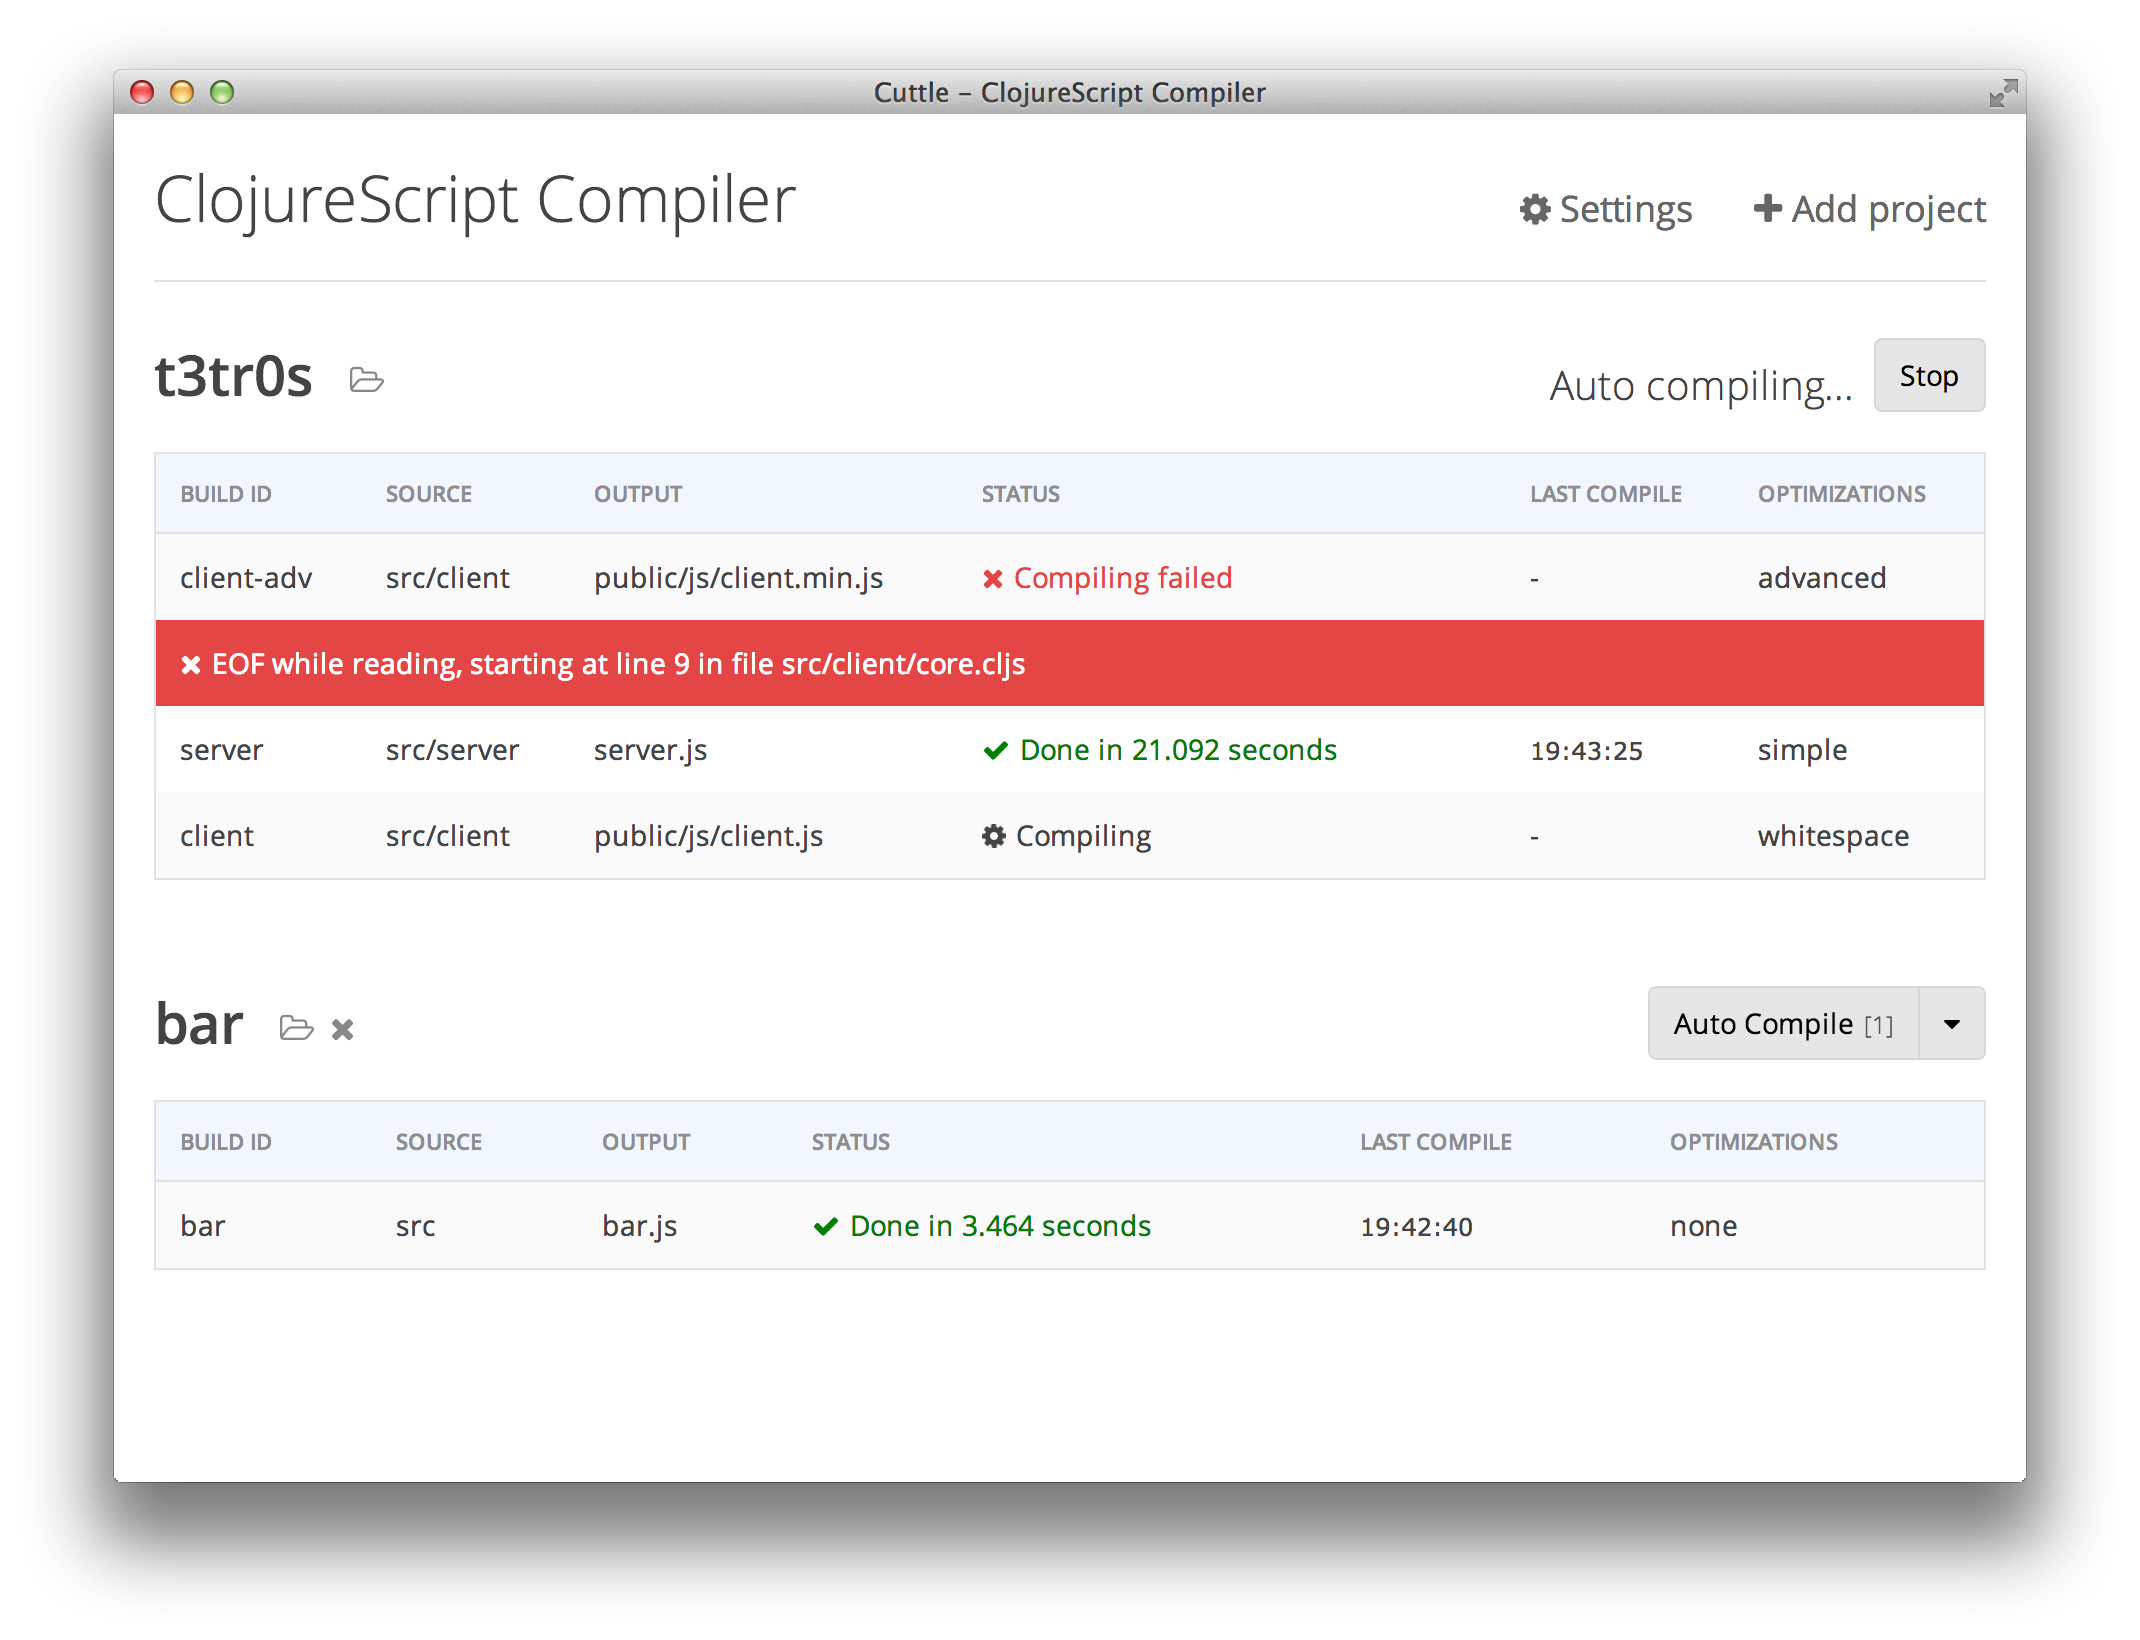 Cuttle – ClojureScript Compiler
ClojureScript Compiler
Settings
Add project
t3tr0s
Auto compiling...
Stop
BUILD ID SOURCE OUTPUT STATUS LAST COMPILE OPTIMIZATIONS
client-adv src/client public/js/client.min.js Compiling failed - advanced
EOF while reading, starting at line 9 in file src/client/core.cljs
server src/server server.js Done in 21.092 seconds 19:43:25 simple
client src/client public/js/client.js Compiling - whitespace
bar
Auto Compile [1]
BUILD ID SOURCE OUTPUT STATUS LAST COMPILE OPTIMIZATIONS
bar src bar.js Done in 3.464 seconds 19:42:40 none